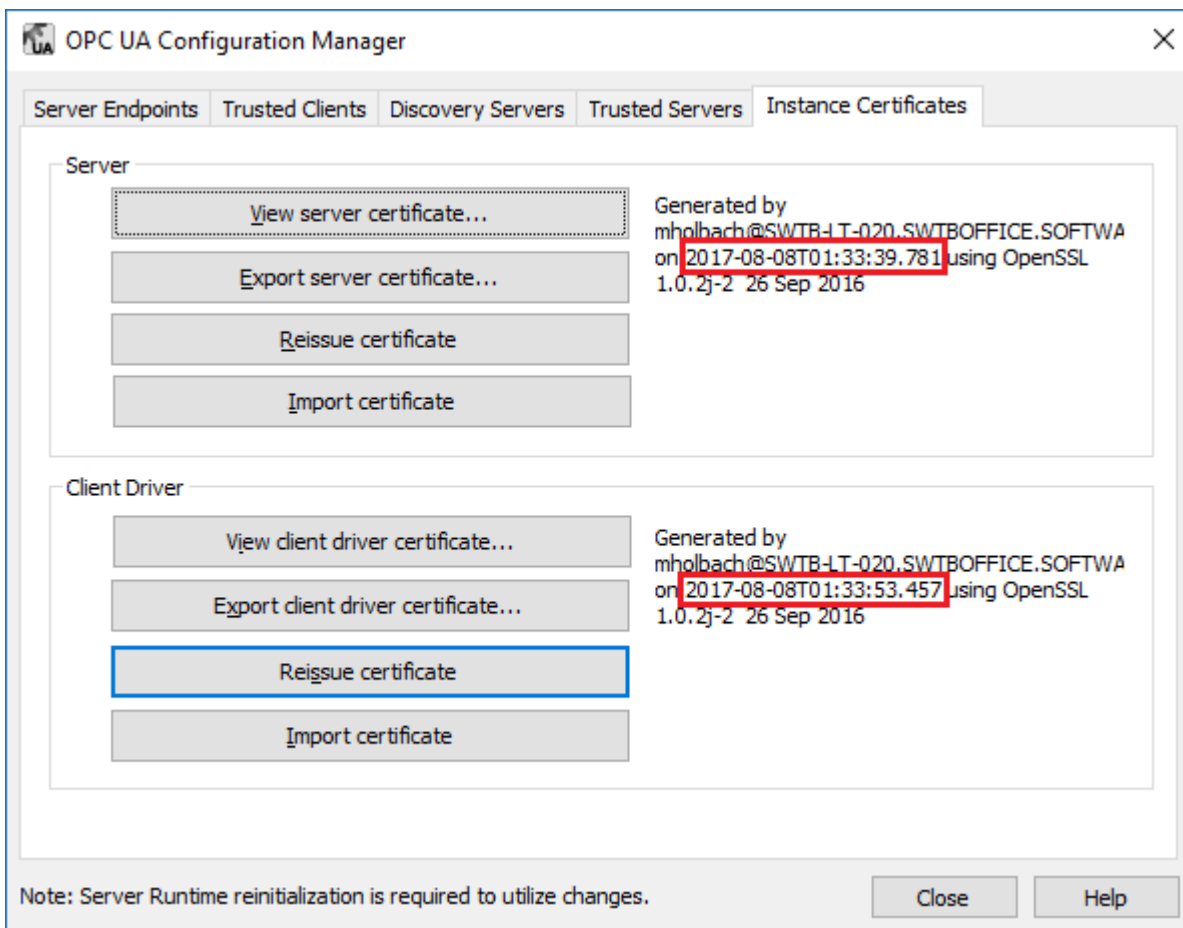 UA
OPC UA Configuration Manager
Server Endpoints
Trusted Clients
Discovery Servers
Trusted Servers
Instance Certificates
Server
View server certificate...
Export server certificate...
Reissue certificate
Import certificate
Generated by
mholbach@SWTB-LT-020.SWTBOFFICE.SOFTWA
on 2017-08-08T01:33:39.781 using OpenSSL
1.0.2j-2 26 Sep 2016
Client Driver
View client driver certificate...
Export client driver certificate...
Reissue certificate
Import certificate
Generated by
mholbach@SWTB-LT-020.SWTBOFFICE.SOFTWA
on 2017-08-08T01:33:53.457 using OpenSSL
1.0.2j-2 26 Sep 2016
Note: Server Runtime reinitialization is required to utilize changes.
Close
Help